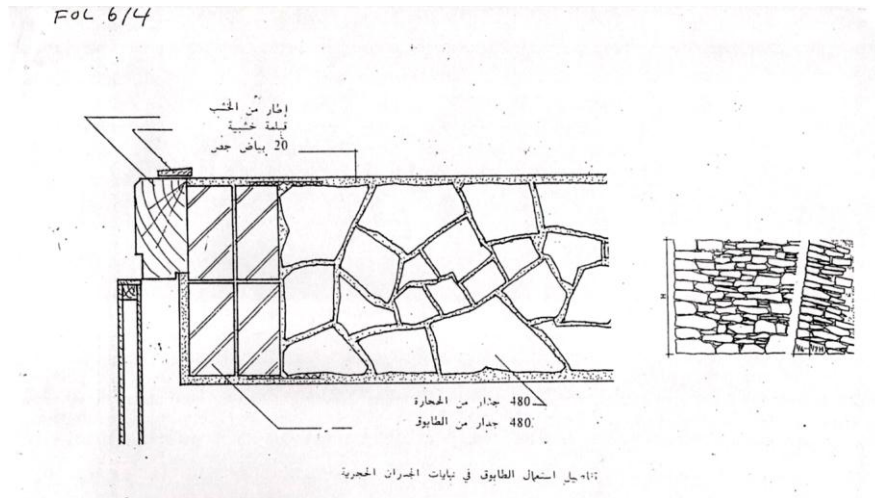 FOL 6/4
إطار من الخشب
قبلمة خشبية
20 بياض جص
H
480 جدار من الحجارة
480 جدار من الطابوق
تفاصيل استعمال الطابوق في نهايات الجدران الحجرية